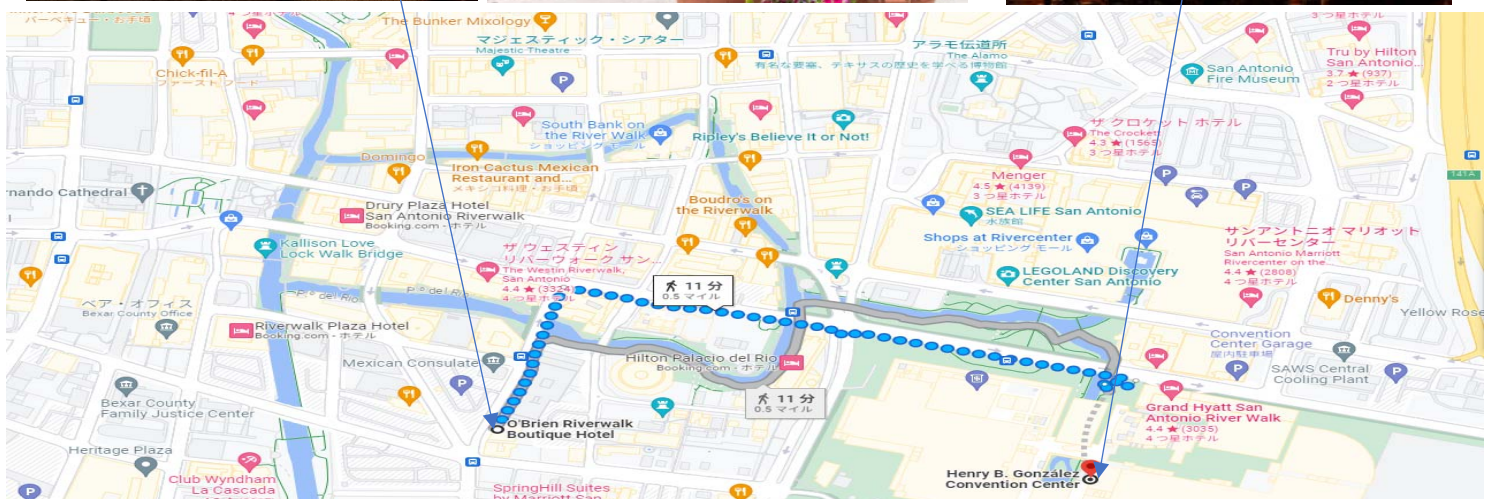 バーベキュー・お手頃
The Bunker Mixology
マジェスティック・シアター
Majestic Theatre
アラモ伝道所
The Alamo
有名な要塞、テキサスの歴史を学べる博物館
3 つ星ホテル
Tru by Hilton
San Antonio...
3.7 ★ (937)
2 つ星ホテル
Chick-fil-A
ファースト フード
P
San Antonio
Fire Museum
South Bank on
the River Walk
ショッピング モール
Ripley's Believe It or Not!
ザ クロケット ホテル
The Crocket
4.3 ★ (1565)
3 つ星ホテル
Domingo
Iron Cactus Mexican
Restaurant and...
メキシコ料理・お手頃
Menger
4.5 ★ (4139)
3 つ星ホテル
P
P
141A
nando Cathedral
Drury Plaza Hotel
San Antonio Riverwalk
Booking.com・ホテル
Boudro's on
the Riverwalk
SEA LIFE San Antonio
水族館
Shops at Rivercenter
ショッピング モール
サンアントニオ マリオット
リバーセンター
San Antonio Marriott
Rivercenter on the...
4.4 ★ (2808)
4 つ星ホテル
Kallison Love
Lock Walk Bridge
ザ ウェスティン
リバーウォーク サン...
The Westin Riverwalk,
San Antonio
4.4 ★ (3324)
4 つ星ホテル
LEGOLAND Discovery
Center San Antonio
11 分
0.5 マイル
P.º del Río
P.º del Río
Denny's
Yellow Rose
ベア・オフィス
Bexar County Office
Riverwalk Plaza Hotel
Booking.com・ホテル
Convention
Center Garage
屋内駐車場
Mexican Consulate
Hilton Palacio del Rio
Booking.com・ホテル
P
P
P
SAWS Central
Cooling Plant
11 分
0.5 マイル
Bexar County
Family Justice Center
O'Brien Riverwalk
Boutique Hotel
Grand Hyatt San
Antonio River Walk
4.4 ★ (3035)
4 つ星ホテル
Heritage Plaza
Club Wyndham
La Cascada
Henry B. González
Convention Center
P
SpringHill Suites
by Marriott San